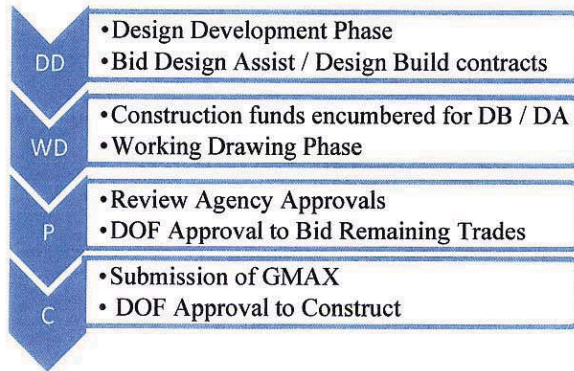 DD
•Design Development Phase
•Bid Design Assist / Design Build contracts
WD
•Construction funds encumbered for DB / DA
•Working Drawing Phase
P
•Review Agency Approvals
•DOF Approval to Bid Remaining Trades
C
•Submission of GMAX
• DOF Approval to Construct